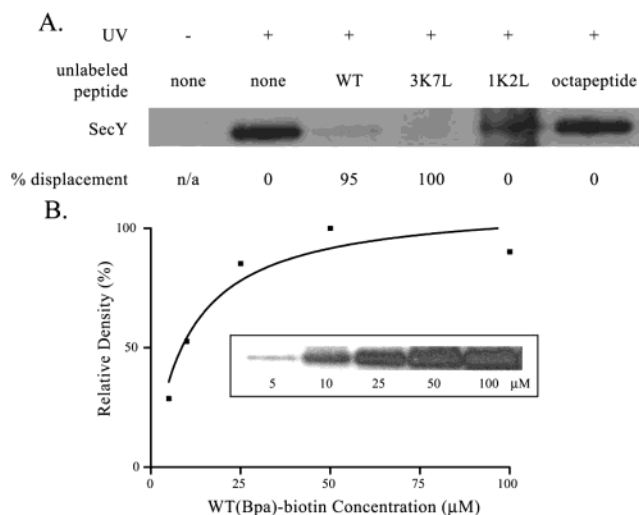 A.
UV - + + + + +
unlabeled peptide none none WT 3K7L 1K2L octapeptide
SecY
% displacement n/a 0 95 100 0 0
B.
100
50
0
Relative Density (%)
5 10 25 50 100 μM
0 25 50 75 100
WT(Bpa)-biotin Concentration (μM)